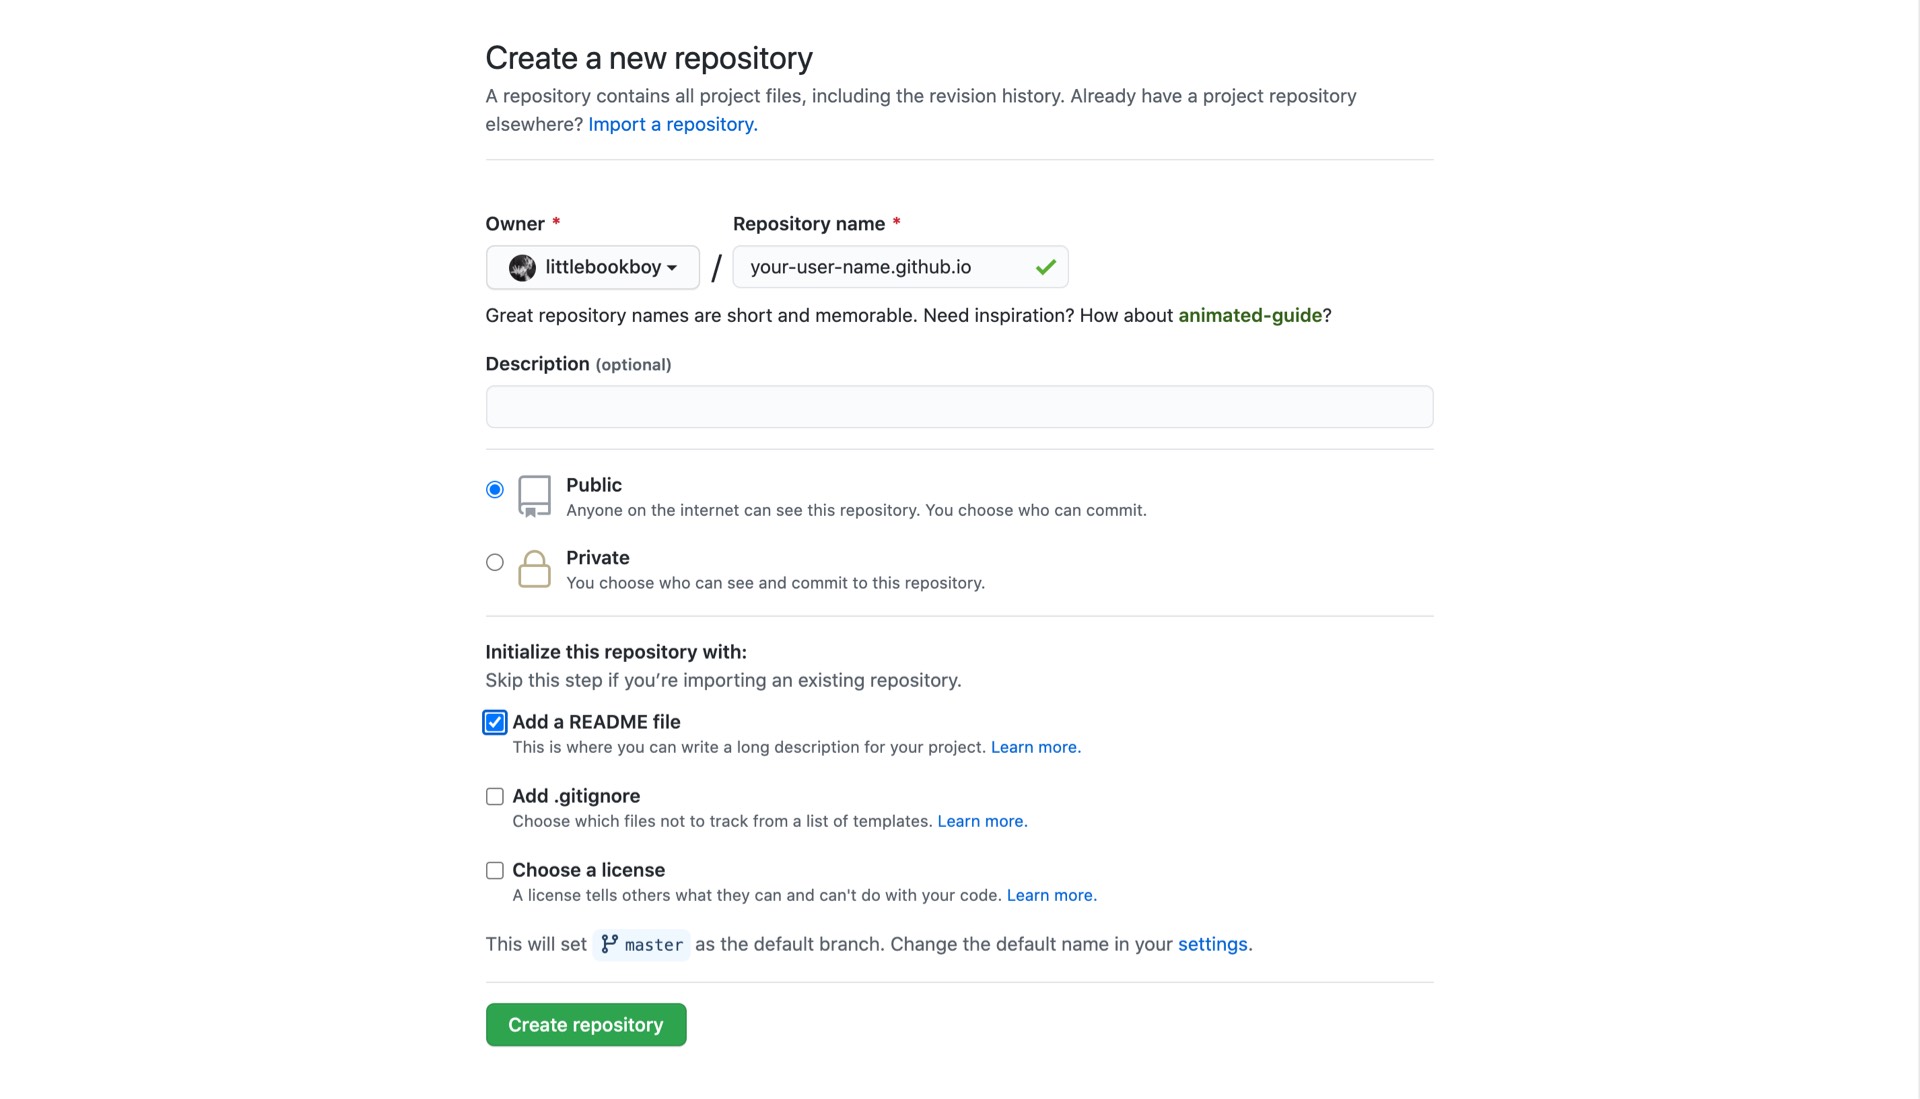 Create a new repository
A repository contains all project files, including the revision history. Already have a project repository
elsewhere? Import a repository.
Owner * Repository name *
littlebookboy / your-user-name.github.io
Great repository names are short and memorable. Need inspiration? How about animated-guide?
Description (optional)
Public
Anyone on the internet can see this repository. You choose who can commit.
Private
You choose who can see and commit to this repository.
Initialize this repository with:
Skip this step if you’re importing an existing repository.
Add a README file
This is where you can write a long description for your project. Learn more.
Add .gitignore
Choose which files not to track from a list of templates. Learn more.
Choose a license
A license tells others what they can and can't do with your code. Learn more.
This will set master as the default branch. Change the default name in your settings.
Create repository